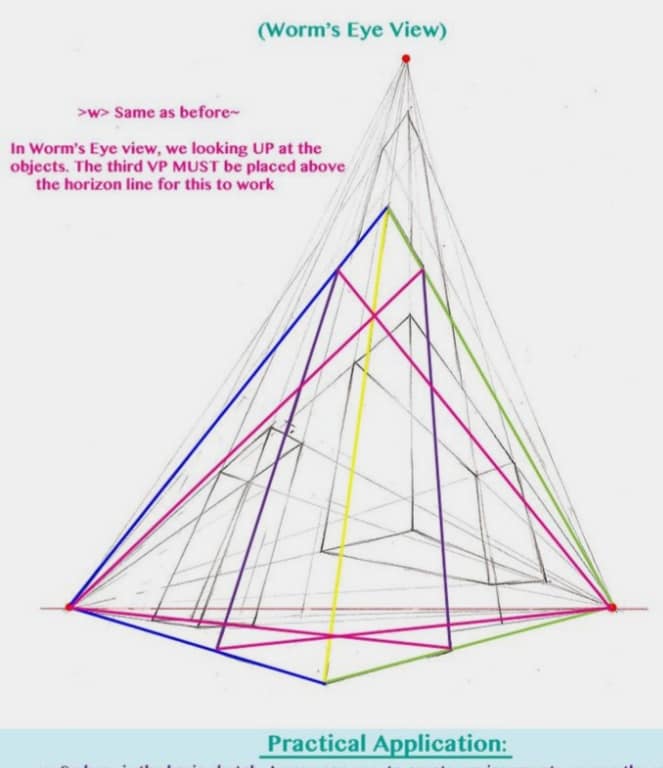 (Worm's Eye View)
>w> Same as before~
In Worm's Eye view, we looking UP at the
objects. The third VP MUST be placed above
the horizon line for this to work
Practical Application: